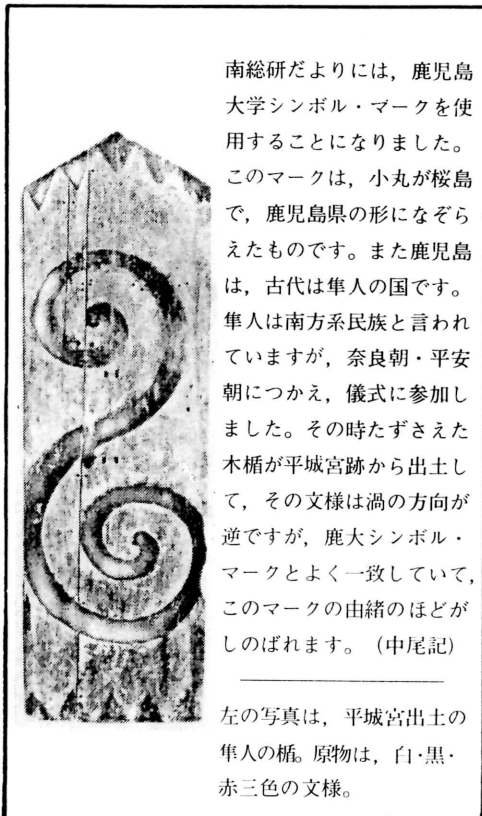 南総研だよりには，鹿児島
大学シンボル・マークを使
用することになりました。
このマークは，小丸が桜島
で，鹿児島県の形になぞら
えたものです。また鹿児島
は，古代は隼人の国です。
隼人は南方系民族と言われ
ていますが，奈良朝・平安
朝につかえ，儀式に参加し
ました。その時たずさえた
木楯が平城宮跡から出土し
て，その文様は渦の方向が
逆ですが，鹿大シンボル・
マークとよく一致していて，
このマークの由緒のほどが
しのばれます。（中尾記）
左の写真は，平城宮出土の
隼人の楯。原物は，白・黒・
赤三色の文様。